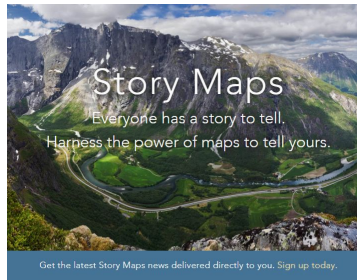 Story Maps
Everyone has a story to tell.
Harness the power of maps to tell yours.
Get the latest Story Maps news delivered directly to you. Sign up today.